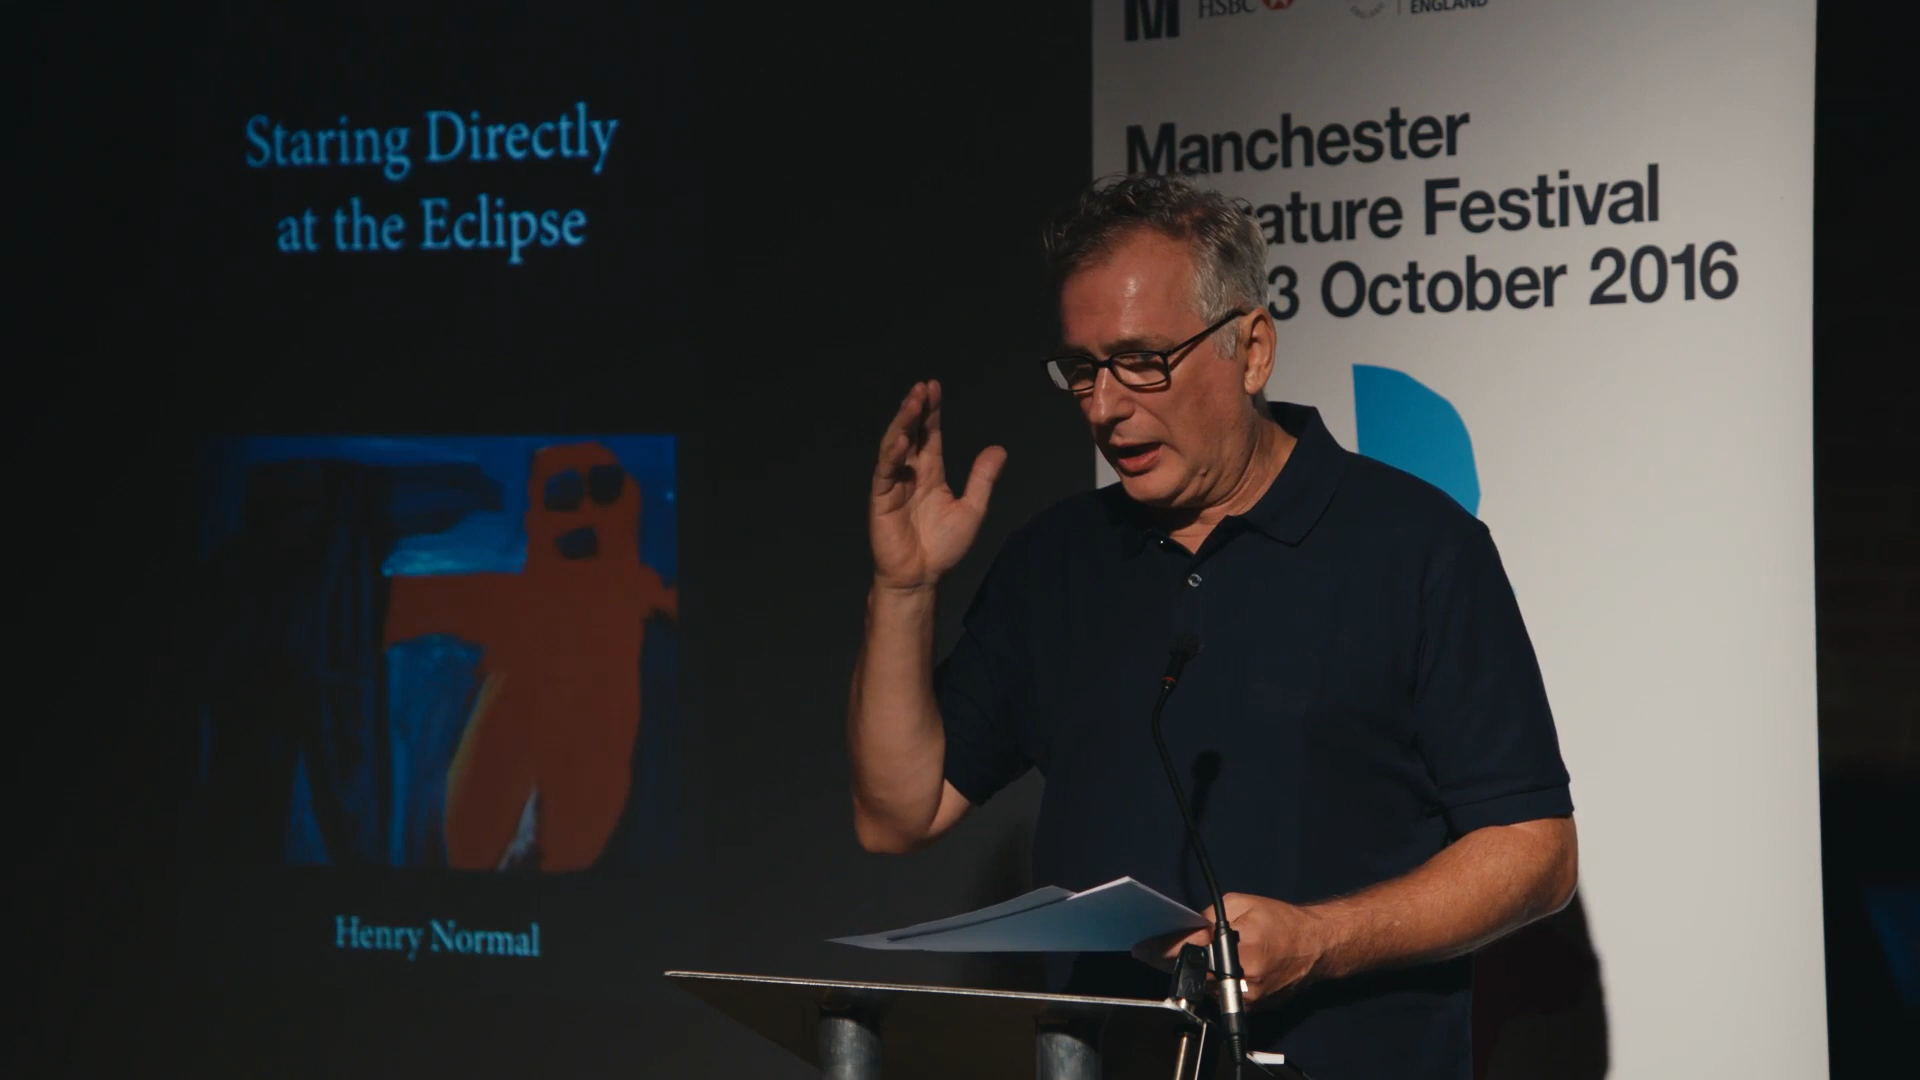 Staring Directly
at the Eclipse
Henry Normal
HSBC
ENGLAND
Manchester
rature Festival
3 October 2016